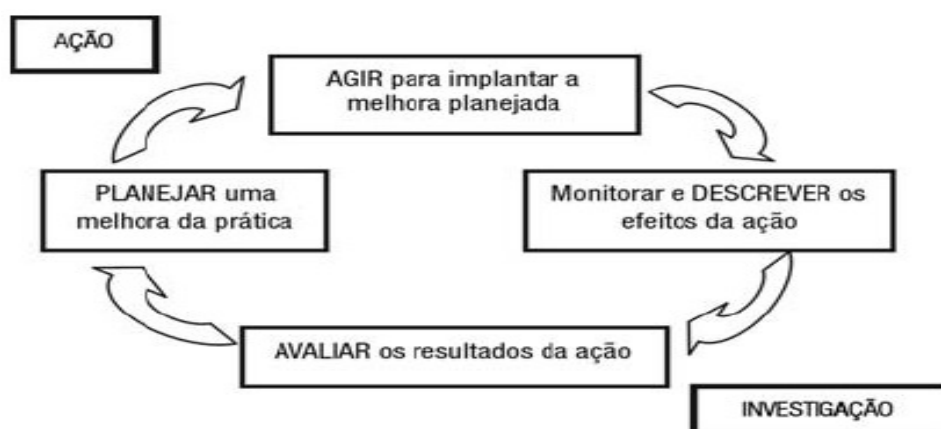 AÇÃO
AGIR para implantar a
melhora planejada
PLANEJAR uma
melhora da prática
Monitorar e DESCREVER os
efeitos da ação
AVALIAR os resultados da ação
INVESTIGAÇÃO